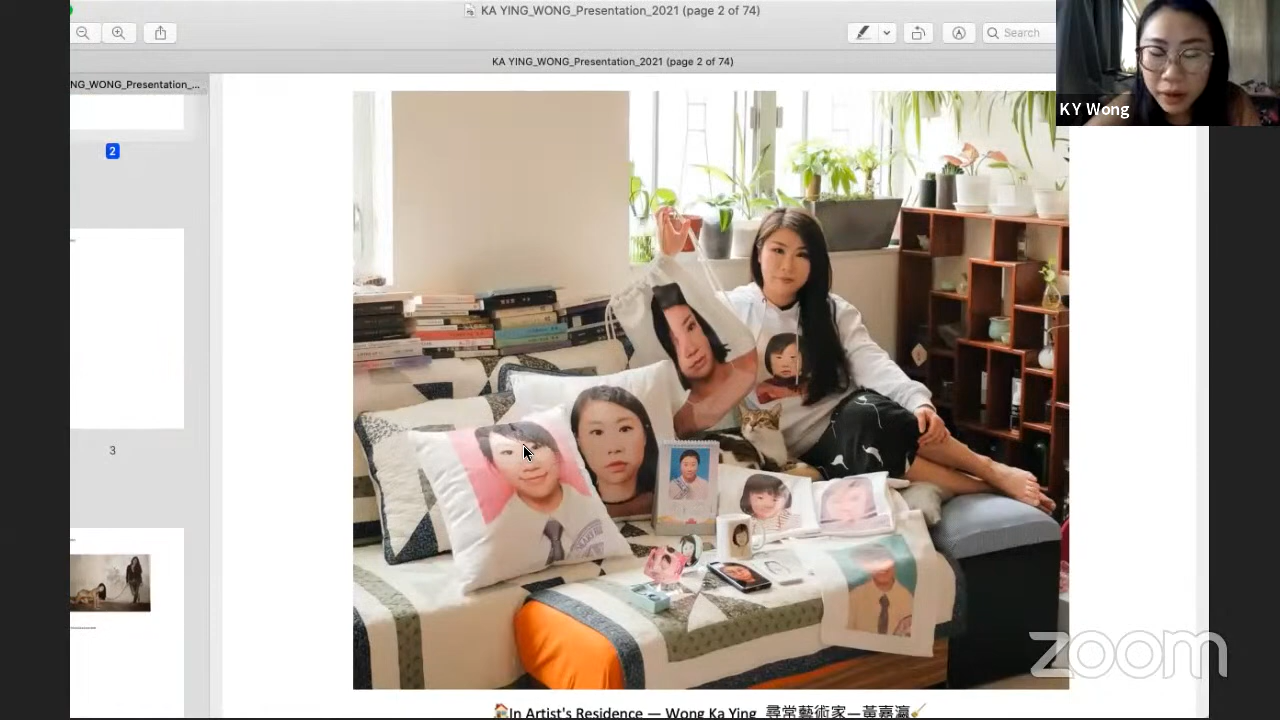 KA YING_WONG_Presentation_2021 (page 2 of 74)
Search
KA YING_WONG_Presentation_2021 (page 2 of 74)
NG_WONG_Presentation_...
KY Wong
2
3
zoom
🏠In Artist's Residence — Wong Ka Ying 尋常藝術家—黃嘉瀛🎸